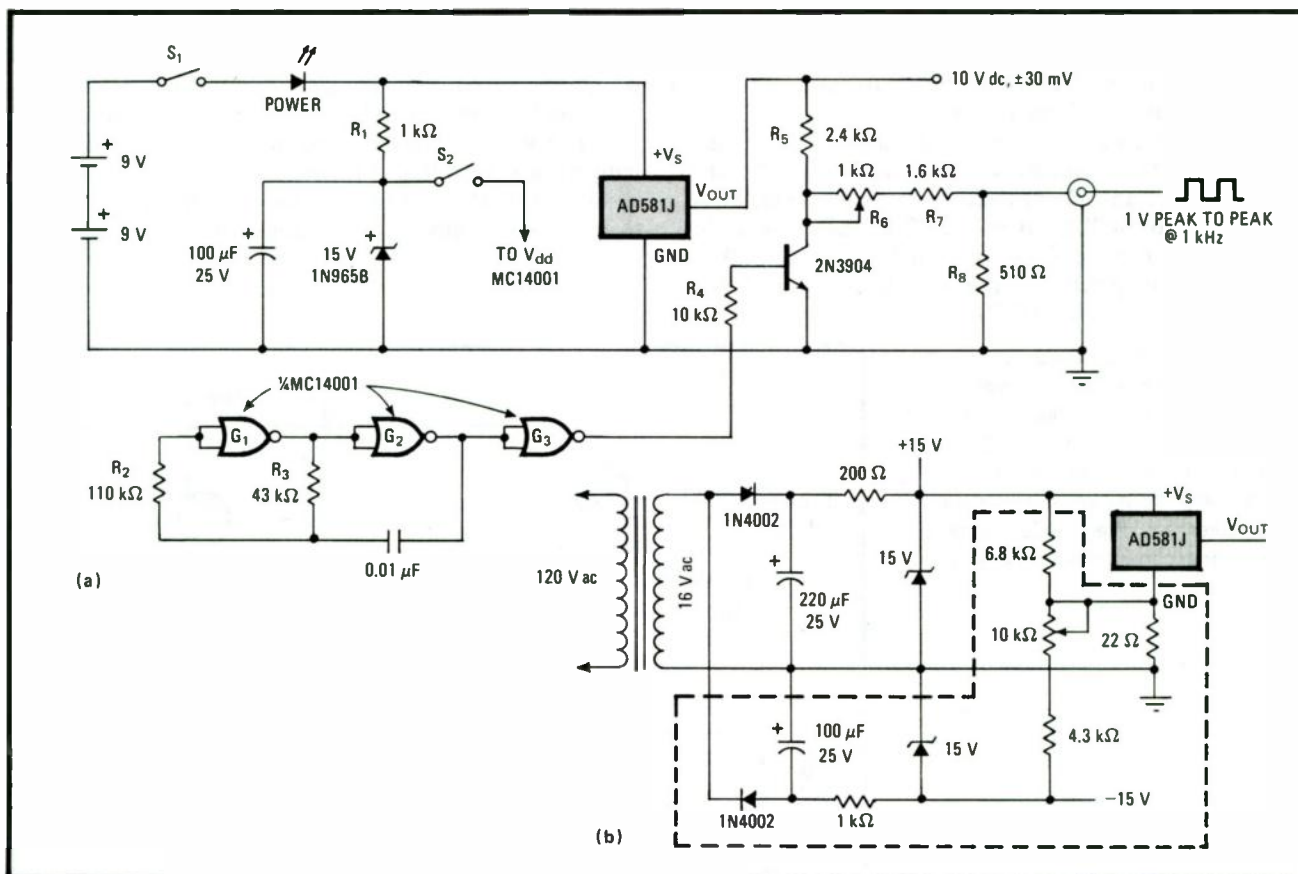 S1
POWER
R1
1 kΩ
S2
+
9 V
+
9 V
+
100 μF
25 V
+
15 V
1N965B
TO Vdd
MC14001
+VS
AD581J
VOUT
GND
10 V dc, ±30 mV
R5
2.4 kΩ
1 kΩ
R6
1.6 kΩ
R7
1 V PEAK TO PEAK
@ 1 kHz
2N3904
R4
10 kΩ
R8
510 Ω
¼MC14001
G1
G2
G3
R2
110 kΩ
R3
43 kΩ
0.01 μF
(a)
120 V ac
16 V ac
1N4002
200 Ω
+15 V
+
220 μF
25 V
15 V
6.8 kΩ
+VS
AD581J
VOUT
GND
10 kΩ
22 Ω
+
100 μF
25 V
15 V
4.3 kΩ
−15 V
1N4002
1 kΩ
(b)